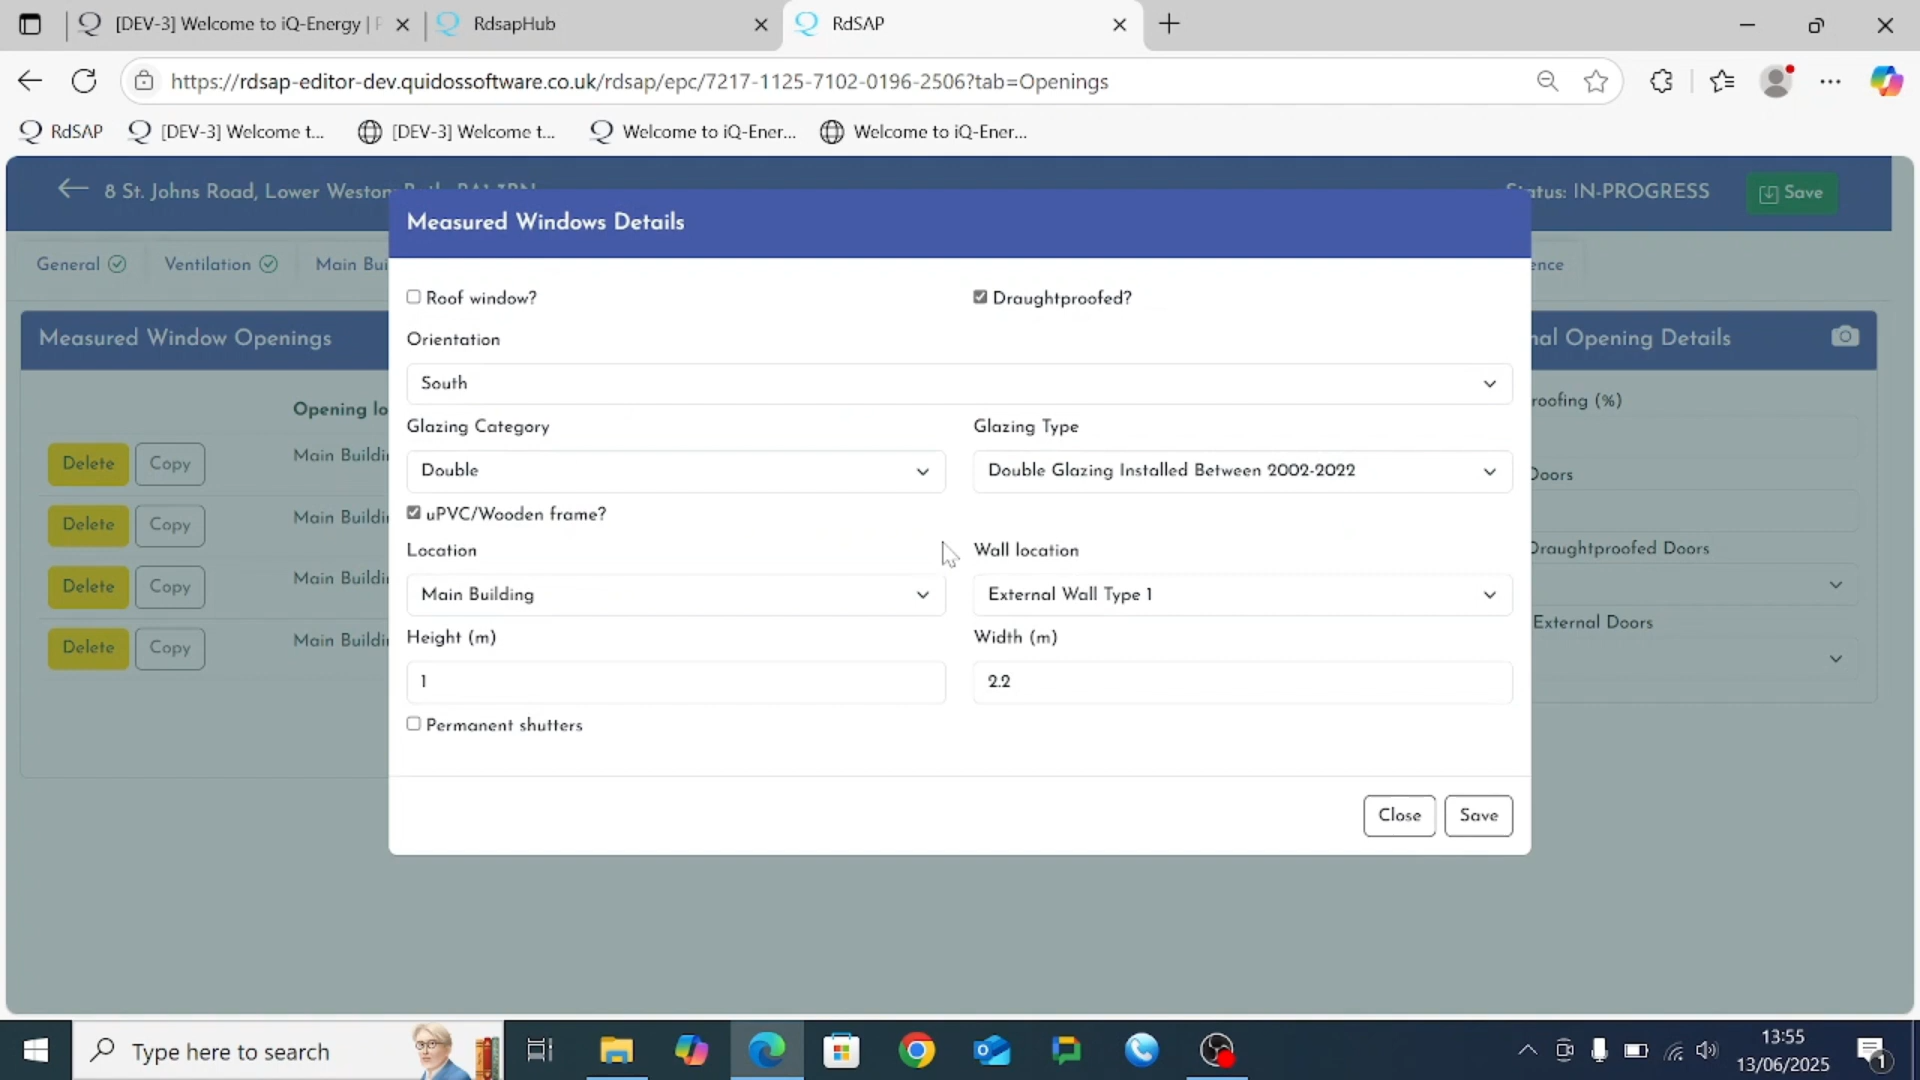 [DEV-3] Welcome to iQ-Energy | P
RdsapHub
RdSAP
https://rdsap-editor-dev.quidossoftware.co.uk/rdsap/epc/7217-1125-7102-0196-2506?tab=Openings
RdSAP
[DEV-3] Welcome t...
[DEV-3] Welcome t...
Welcome to iQ-Ener...
Welcome to iQ-Ener...
8 St. Johns Road, Lower Weston,
Status: IN-PROGRESS
Save
Measured Windows Details
General
Ventilation
Main Bui
ence
Roof window?
Draughtproofed?
Measured Window Openings
nal Opening Details
Orientation
South
Opening lo
roofing (%)
Glazing Category
Glazing Type
Delete
Copy
Main Buildi
Double
Double Glazing Installed Between 2002-2022
Doors
uPVC/Wooden frame?
Delete
Copy
Main Buildi
Location
Wall location
Draughtproofed Doors
Delete
Copy
Main Buildi
Main Building
External Wall Type 1
Height (m)
Width (m)
External Doors
Delete
Copy
Main Buildi
1
2.2
Permanent shutters
Close
Save
Type here to search
13:55
13/06/2025
1